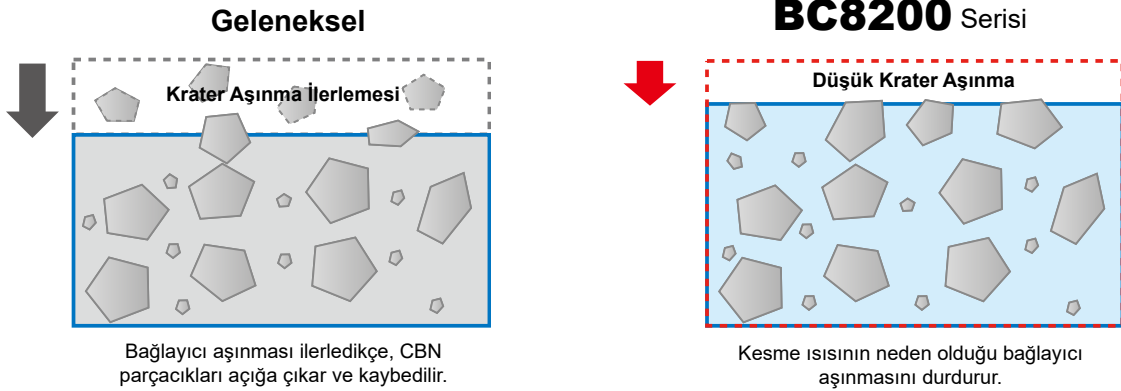 Geleneksel
Krater Aşınma İlerlemesi
Bağlayıcı aşınması ilerledikçe, CBN
parçacıkları açığa çıkar ve kaybedilir.
BC8200 Serisi
Düşük Krater Aşınma
Kesme ısısının neden olduğu bağlayıcı
aşınmasını durdurur.